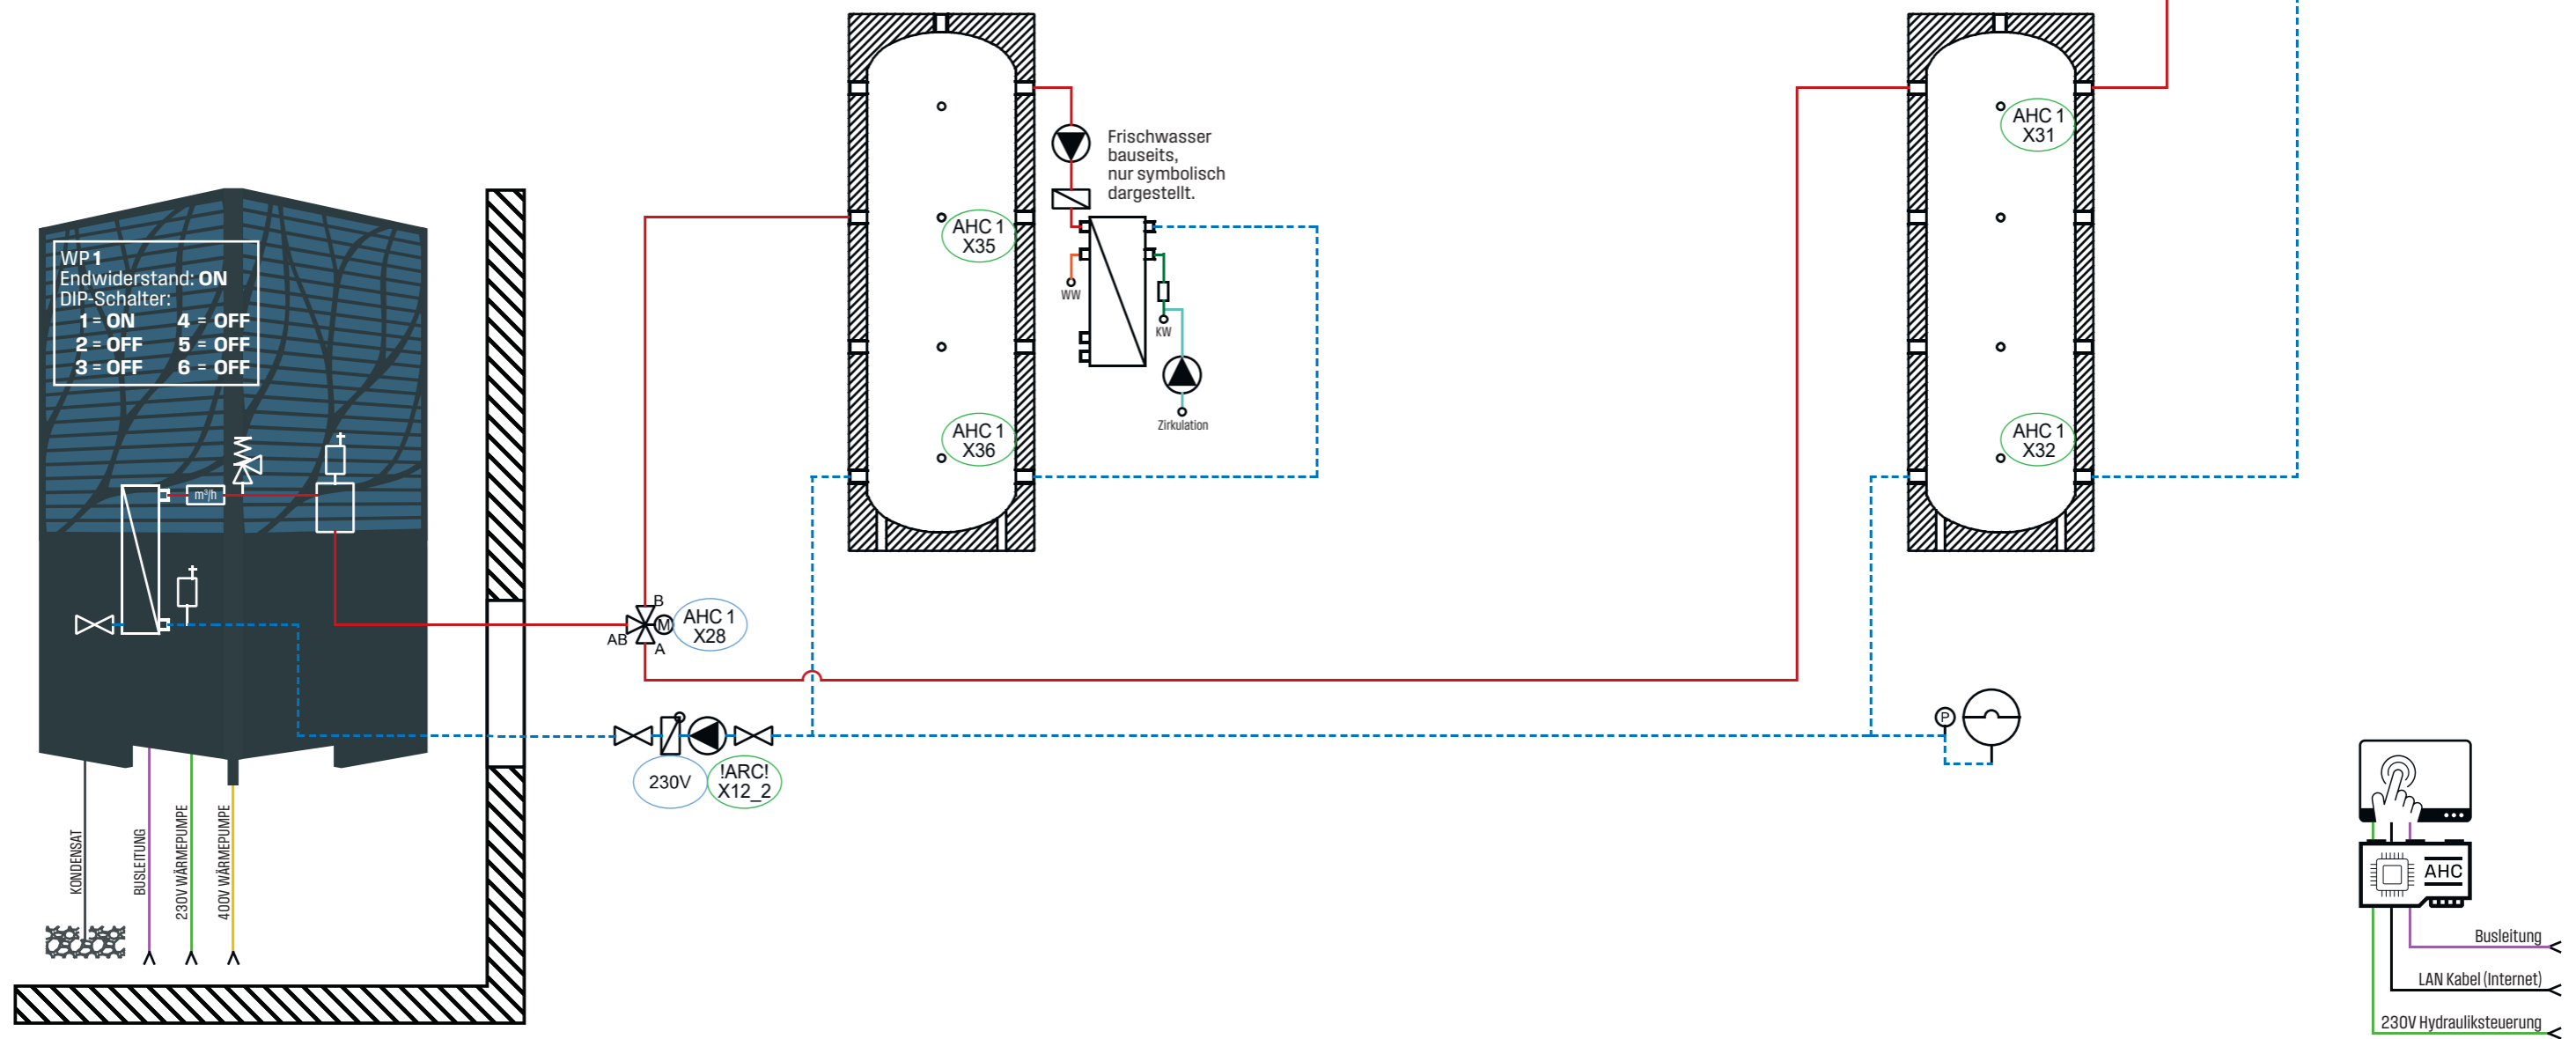 WP 1
Endwiderstand: ON
DIP-Schalter:
1 = ON 4 = OFF
2 = OFF 5 = OFF
3 = OFF 6 = OFF
m³/h
KONDENSAT
BUSLEITUNG
230V WÄRMEPUMPE
400V WÄRMEPUMPE
B
AB
M
A
AHC 1
X28
230V
!ARC!
X12_2
AHC 1
X35
AHC 1
X36
Frischwasser
bauseits,
nur symbolisch
dargestellt.
WW
KW
Zirkulation
AHC 1
X31
AHC 1
X32
P
AHC
Busleitung
LAN Kabel (Internet)
230V Hydrauliksteuerung